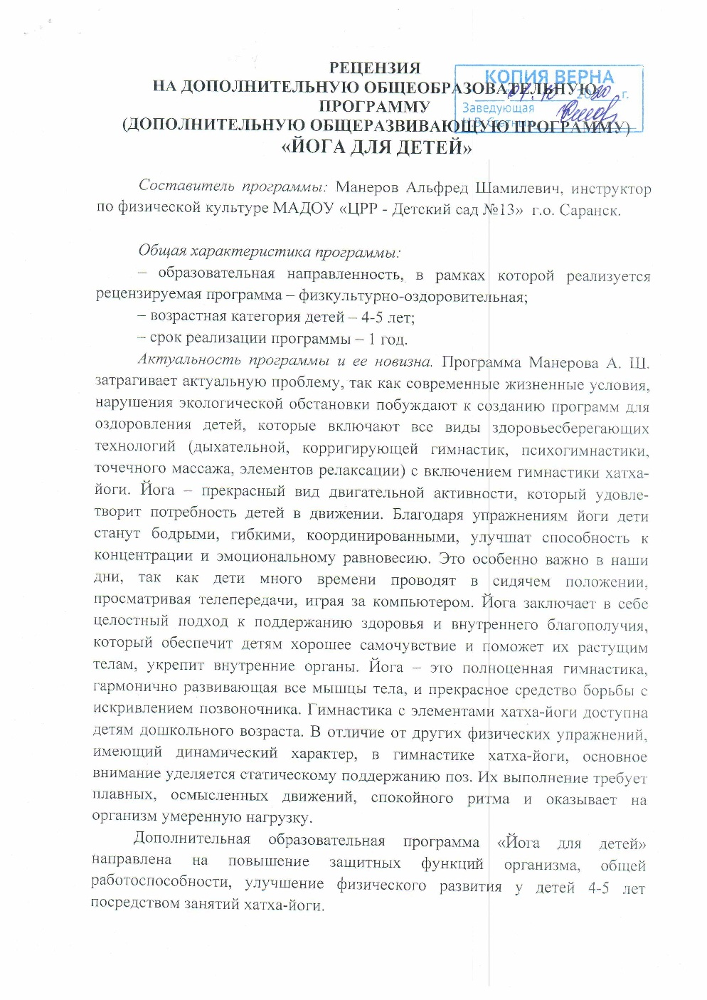 РЕЦЕНЗИЯ
НА ДОПОЛНИТЕЛЬНУЮ ОБЩЕОБРАЗОВАТЕЛЬНУЮ
ПРОГРАММУ
(ДОПОЛНИТЕЛЬНУЮ ОБЩЕРАЗВИВАЮЩУЮ ПРОГРАММУ)
«ЙОГА ДЛЯ ДЕТЕЙ»
КОПИЯ ВЕРНА
2020 г.
Заведующая
Составитель программы: Манеров Альфред Шамилевич, инструктор
по физической культуре МАДОУ «ЦРР - Детский сад №13» г.о. Саранск.
Общая характеристика программы:
– образовательная направленность, в рамках которой реализуется
рецензируемая программа – физкультурно-оздоровительная;
– возрастная категория детей – 4-5 лет;
– срок реализации программы – 1 год.
Актуальность программы и ее новизна. Программа Манерова А. Ш.
затрагивает актуальную проблему, так как современные жизненные условия,
нарушения экологической обстановки побуждают к созданию программ для
оздоровления детей, которые включают все виды здоровьесберегающих
технологий (дыхательной, корригирующей гимнастик, психогимнастики,
точечного массажа, элементов релаксации) с включением гимнастики хатха-
йоги. Йога – прекрасный вид двигательной активности, который удовле-
творит потребность детей в движении. Благодаря упражнениям йоги дети
станут бодрыми, гибкими, координированными, улучшат способность к
концентрации и эмоциональному равновесию. Это особенно важно в наши
дни, так как дети много времени проводят в сидячем положении,
просматривая телепередачи, играя за компьютером. Йога заключает в себе
целостный подход к поддержанию здоровья и внутреннего благополучия,
который обеспечит детям хорошее самочувствие и поможет их растущим
телам, укрепит внутренние органы. Йога – это полноценная гимнастика,
гармонично развивающая все мышцы тела, и прекрасное средство борьбы с
искривлением позвоночника. Гимнастика с элементами хатха-йоги доступна
детям дошкольного возраста. В отличие от других физических упражнений,
имеющий динамический характер, в гимнастике хатха-йоги, основное
внимание уделяется статическому поддержанию поз. Их выполнение требует
плавных, осмысленных движений, спокойного ритма и оказывает на
организм умеренную нагрузку.
Дополнительная образовательная программа «Йога для детей»
направлена на повышение защитных функций организма, общей
работоспособности, улучшение физического развития у детей 4-5 лет
посредством занятий хатха-йоги.